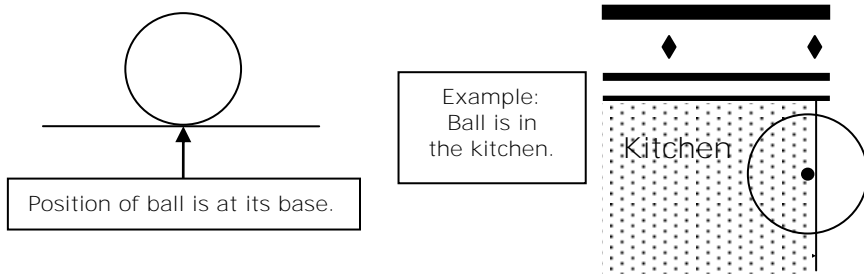 Position of ball is at its base.
Example:
Ball is in
the kitchen.
Kitchen